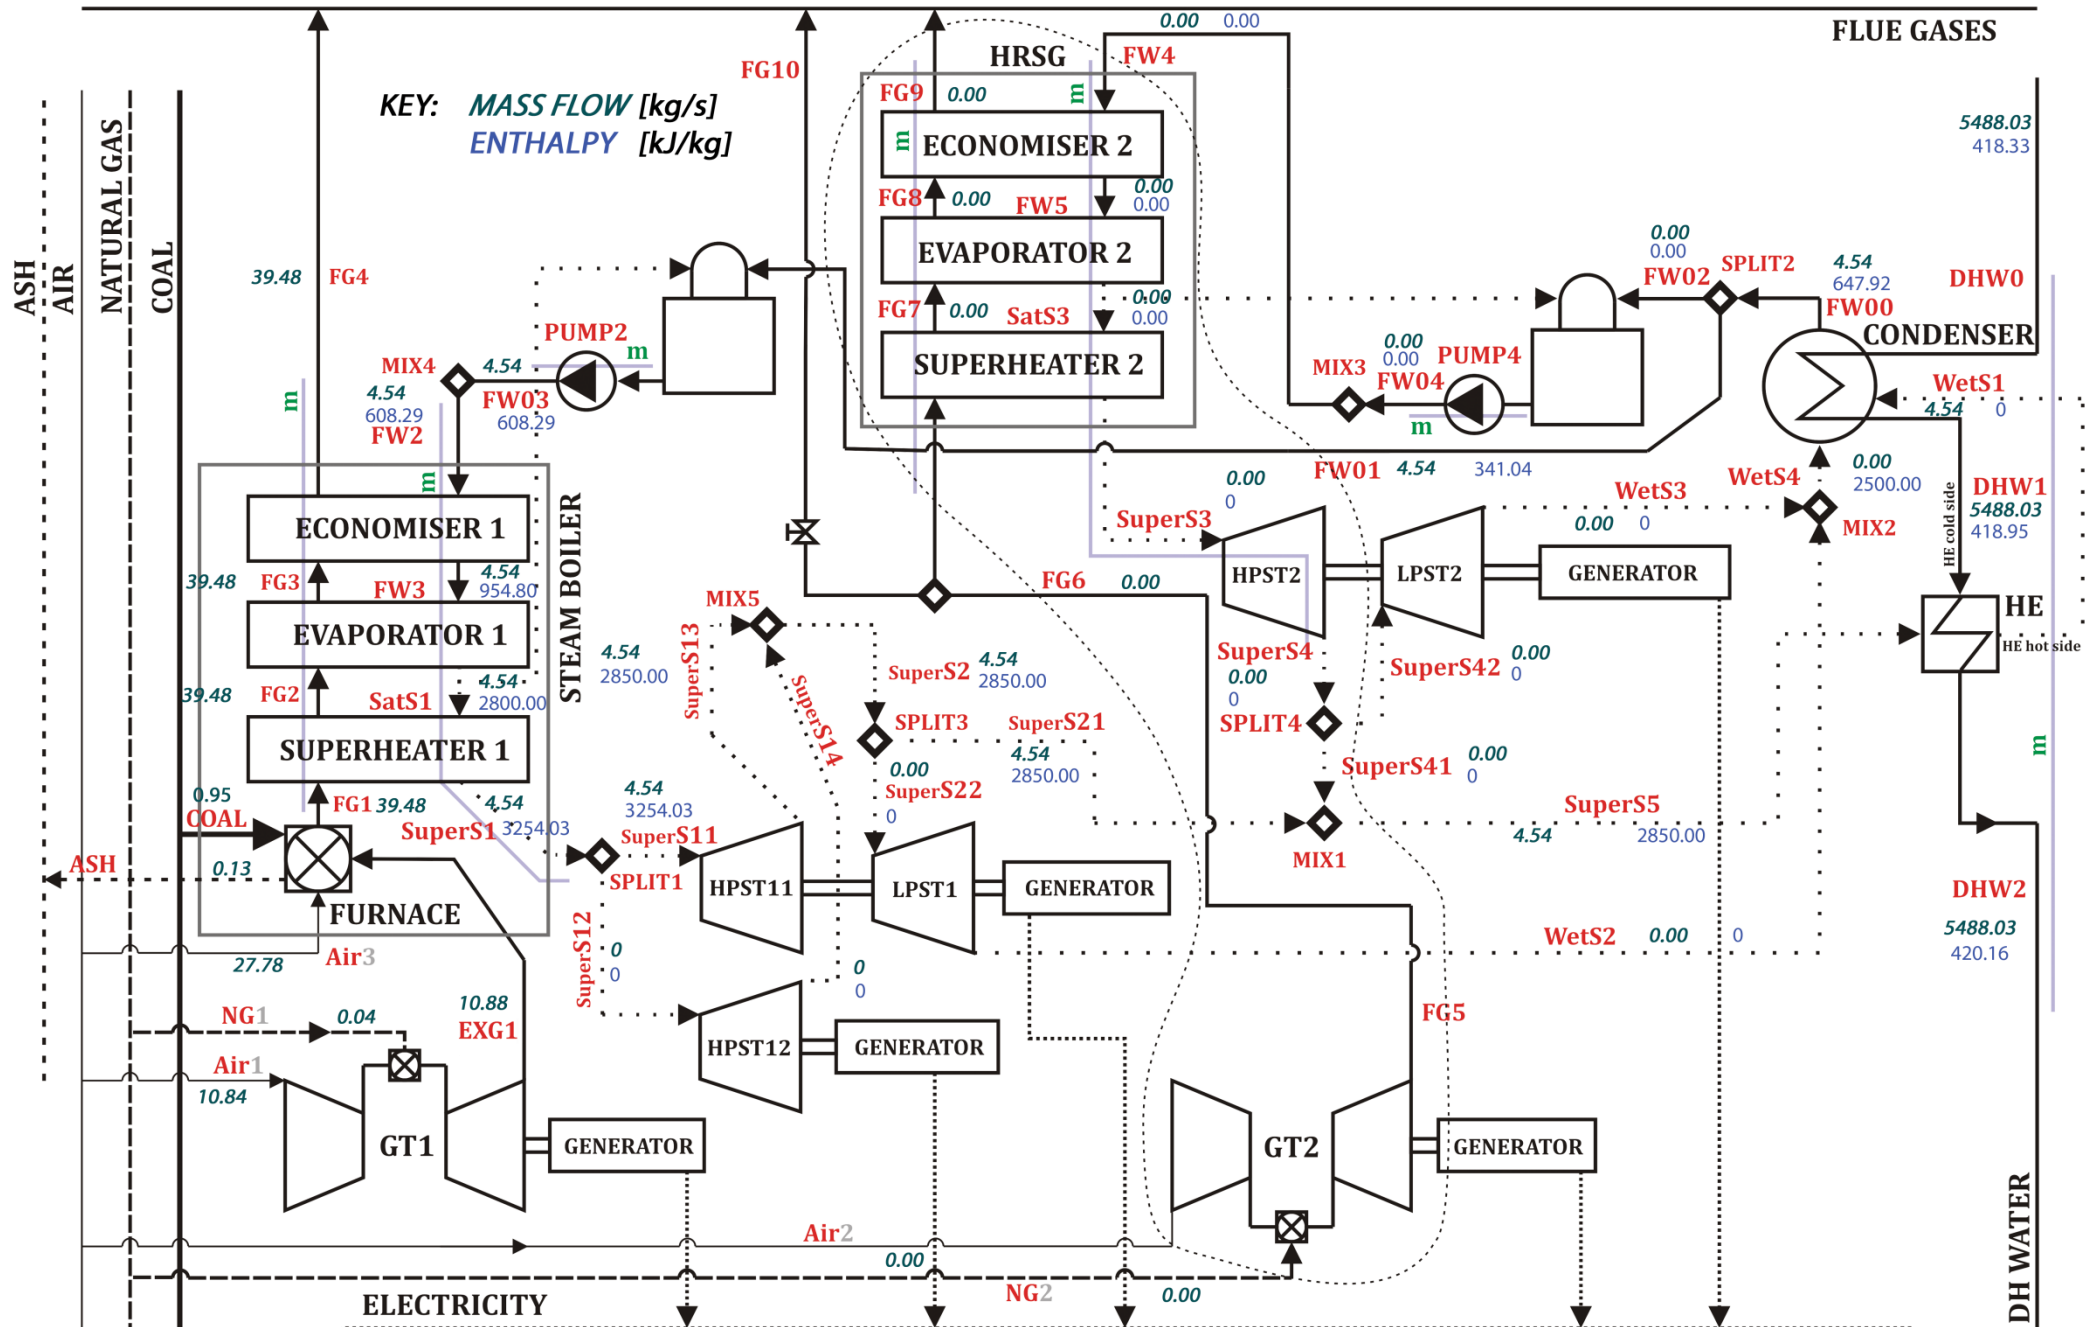 0.00 0.00
FLUE GASES
HRSG
FW4
FG10
KEY: MASS FLOW [kg/s]
ENTHALPY [kJ/kg]
FG9 0.00
m
m
ECONOMISER 2
5488.03
418.33
ASH
AIR
NATURAL GAS
COAL
FG8 0.00
FW5
0.00
0.00
EVAPORATOR 2
39.48
FG4
0.00
0.00
FW02
SPLIT2
4.54
647.92
FW00
DHW0
FG7 0.00
SatS3
0.00
0.00
CONDENSER
PUMP2
m
SUPERHEATER 2
MIX4
4.54
4.54
608.29
FW2
FW03
608.29
MIX3
0.00
0.00
FW04
PUMP4
m
WetS1
4.54 0
m
m
FW01 4.54 341.04
0.00
0
WetS4
0.00
2500.00
WetS3
0.00 0
DHW1
5488.03
418.95
MIX2
HE cold side
ECONOMISER 1
SuperS3
HPST2
LPST2
GENERATOR
39.48
FG3
FW3
4.54
954.80
STEAM BOILER
FG6 0.00
HE
HE hot side
EVAPORATOR 1
MIX5
SuperS13
4.54
2850.00
SuperS14
SuperS2 4.54
2850.00
SuperS4
0.00
0
SuperS42
0.00
0
39.48
FG2
SatS1
4.54
2800.00
SPLIT3
SuperS21
4.54
2850.00
SPLIT4
SUPERHEATER 1
0.00
SuperS22
0
SuperS41
0.00
0
m
0.95
COAL
FG1 39.48
SuperS1
4.54
3254.03
4.54
3254.03
SuperS11
SuperS5
4.54 2850.00
MIX1
ASH
0.13
SPLIT1
FURNACE
HPST11
LPST1
GENERATOR
DHW2
5488.03
420.16
SuperS12
0
0
0
0
WetS2 0.00 0
27.78
Air3
NG1 0.04
10.88
EXG1
FG5
HPST12
GENERATOR
Air1
10.84
GT1
GENERATOR
GT2
GENERATOR
Air2
0.00
NG2
0.00
ELECTRICITY
DH WATER